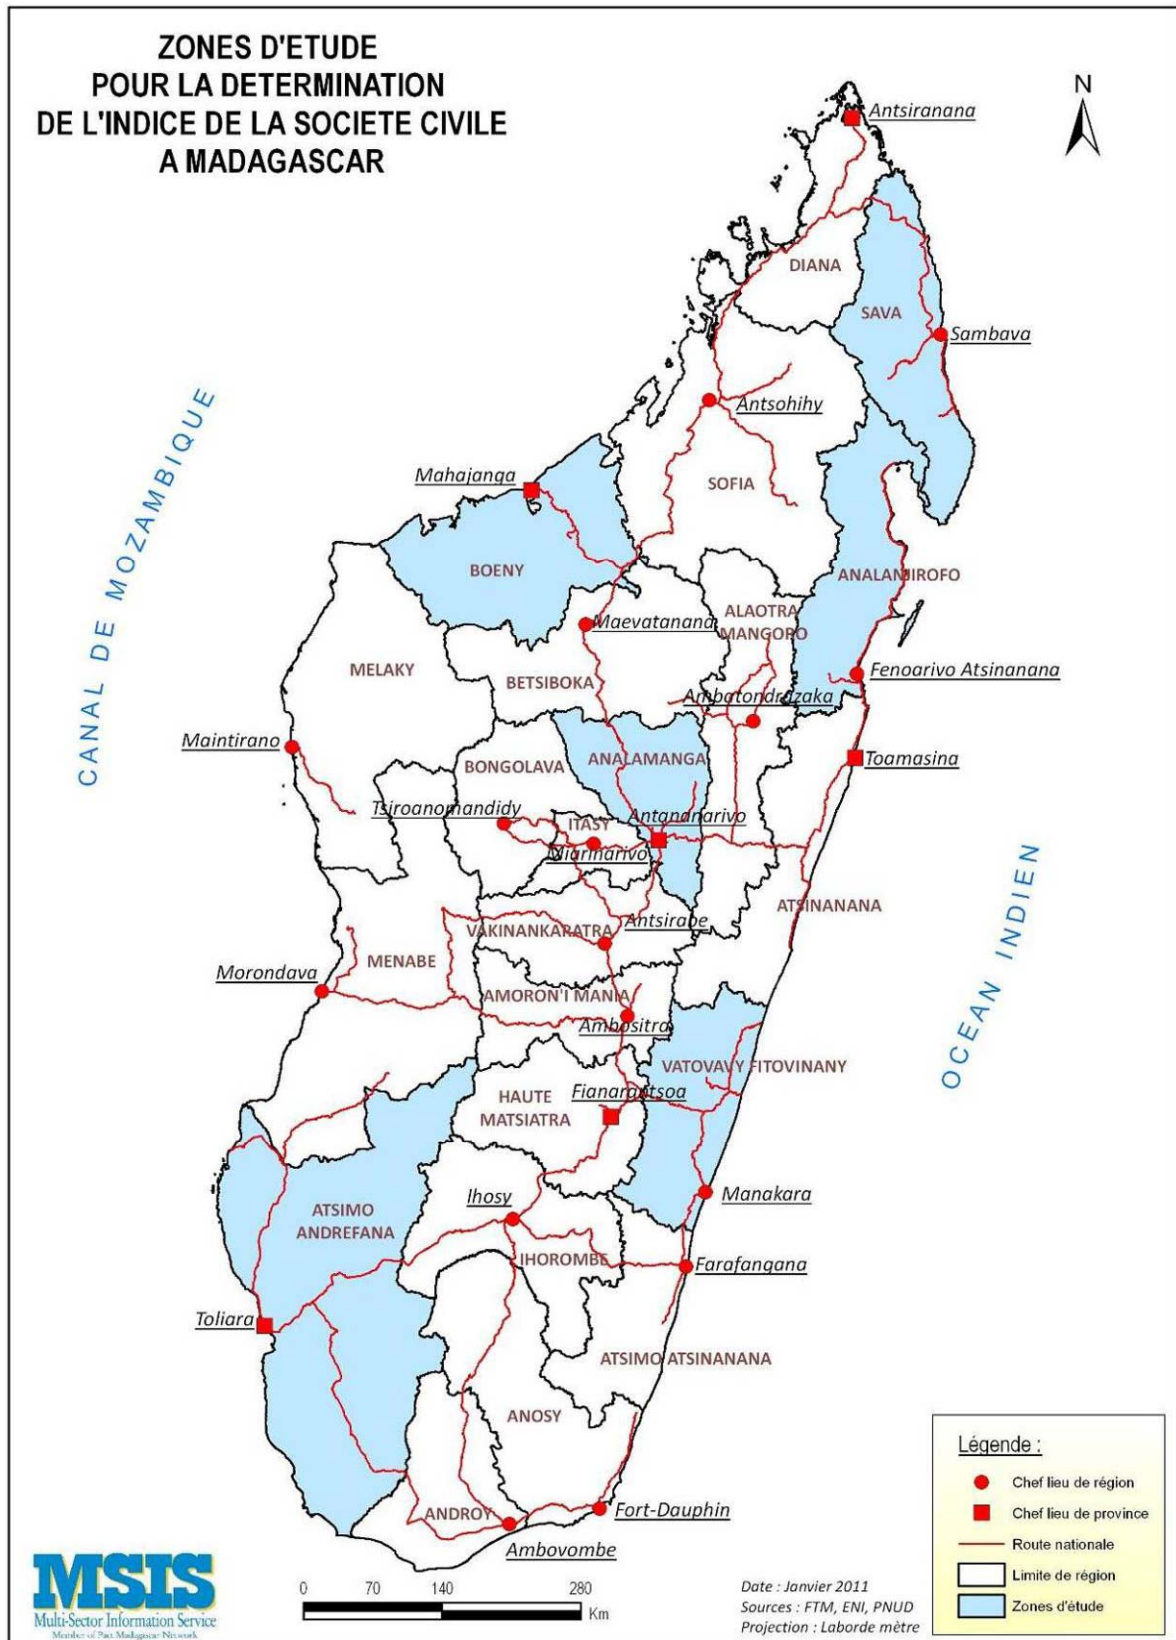 ZONES D'ETUDE
POUR LA DETERMINATION
DE L'INDICE DE LA SOCIETE CIVILE
A MADAGASCAR
N
Antsiranana
DIANA
SAVA
Sambava
Antsohihy
CANAL DE MOZAMBIQUE
Mahajanga
SOFIA
BOENY
ANALANJIROFO
ALAOTRA
MANGORO
Maevatanana
MELAKY
BETSIBOKA
Fenoarivo Atsinanana
Ambatondrazaka
Maintirano
ANALAMANGA
Toamasina
BONGOLAVA
Tsiroanomandidy
ITASY
Antananarivo
Miarinarivo
ATSINANANA
Antsirabe
VAKINANKARATRA
MENABE
Morondava
AMORON'I MANIA
Ambositra
OCEAN INDIEN
VATOVAVY FITOVINANY
HAUTE
MATSIATRA
Fianarantsoa
Ihosy
Manakara
ATSIMO
ANDREFANA
IHOROMBE
Farafangana
Toliara
ATSIMO ATSINANANA
ANOSY
ANDROY
Fort-Dauphin
Ambovombe
Légende :
Chef lieu de région
Chef lieu de province
Route nationale
Limite de région
Zones d'étude
MSIS
Multi-Sector Information Service
Member of Pact Madagascar Network
0 70 140 280
Km
Date : Janvier 2011
Sources : FTM, ENI, PNUD
Projection : Laborde mètre